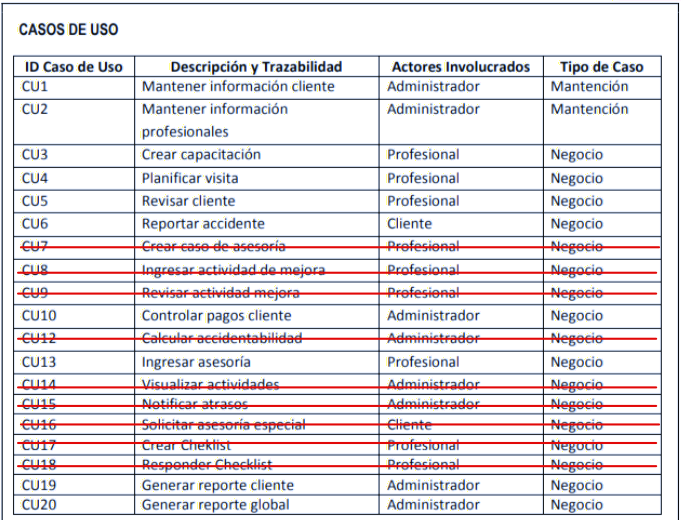 CASOS DE USO
ID Caso de Uso Descripción y Trazabilidad Actores Involucrados Tipo de Caso
CU1 Mantener información cliente Administrador Mantención
CU2 Mantener información Administrador Mantención
profesionales
CU3 Crear capacitación Profesional Negocio
CU4 Planificar visita Profesional Negocio
CU5 Revisar cliente Profesional Negocio
CU6 Reportar accidente Cliente Negocio
CU7 Crear caso de asesoría Profesional Negocio
CU8 Ingresar actividad de mejora Profesional Negocio
CU9 Revisar actividad mejora Profesional Negocio
CU10 Controlar pagos cliente Administrador Negocio
CU12 Calcular accidentabilidad Administrador Negocio
CU13 Ingresar asesoría Profesional Negocio
CU14 Visualizar actividades Administrador Negocio
CU15 Notificar atrasos Administrador Negocio
CU16 Solicitar asesoría especial Cliente Negocio
CU17 Crear Cheklist Profesional Negocio
CU18 Responder Checklist Profesional Negocio
CU19 Generar reporte cliente Administrador Negocio
CU20 Generar reporte global Administrador Negocio